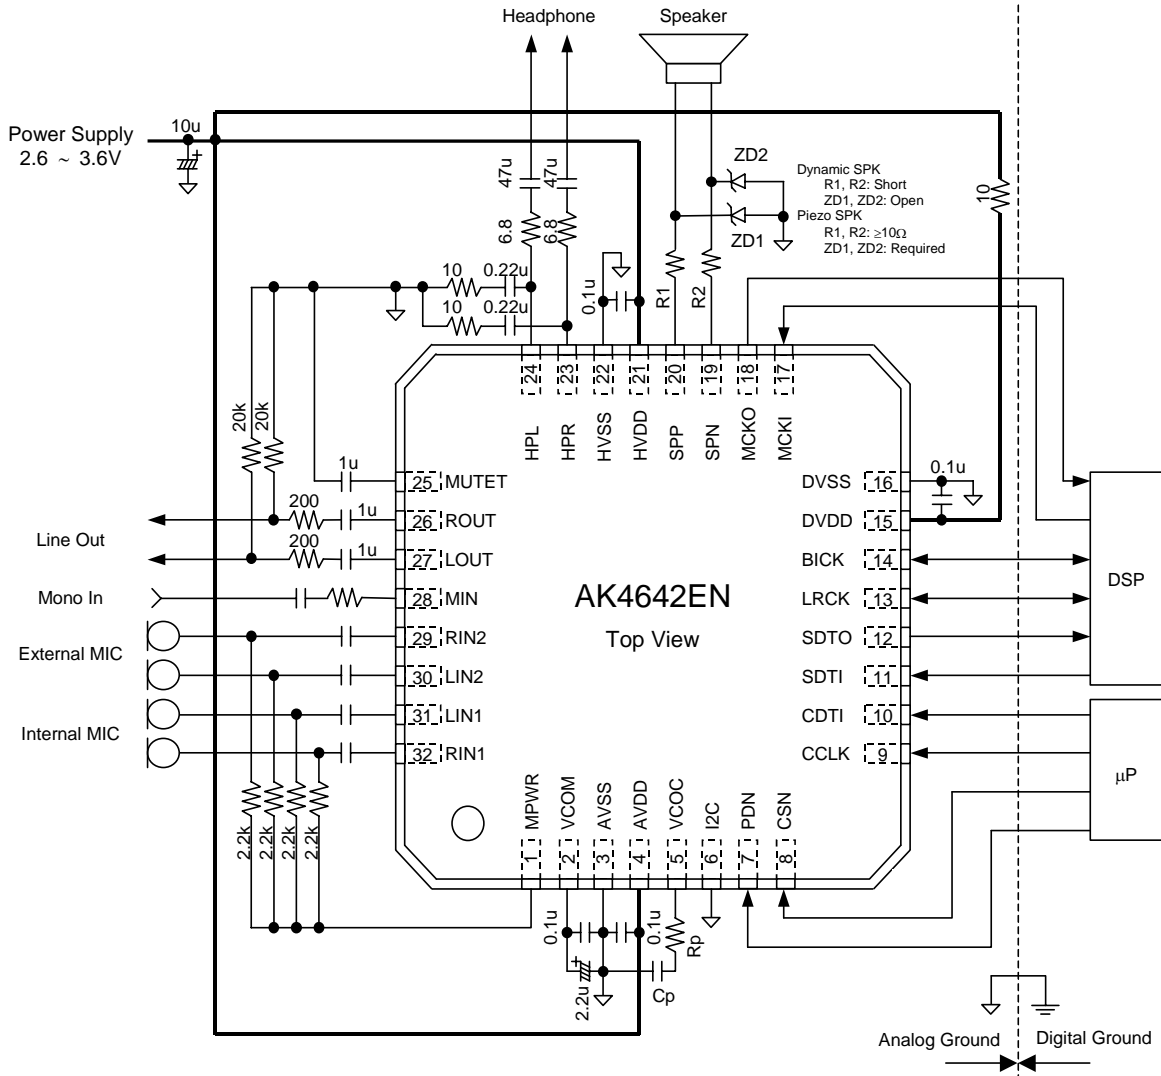 Headphone
Speaker
Power Supply
2.6 ~ 3.6V
10u
47u
47u
6.8
6.8
ZD2
ZD1
Dynamic SPK
R1, R2: Short
ZD1, ZD2: Open
Piezo SPK
R1, R2: ≥10Ω
ZD1, ZD2: Required
10
10
0.22u
10
0.22u
0.1u
R1
R2
24
23
22
21
20
19
18
17
HPL
HPR
HVSS
HVDD
SPP
SPN
MCKO
MCKI
20k
20k
1u
25 MUTET
200
1u
26 ROUT
200
1u
27 LOUT
Line Out
Mono In
28 MIN
External MIC
29 RIN2
30 LIN2
Internal MIC
31 LIN1
32 RIN1
AK4642EN
Top View
DVSS 16
0.1u
DVDD 15
BICK 14
LRCK 13
SDTO 12
SDTI 11
CDTI 10
CCLK 9
DSP
μP
2.2k
2.2k
2.2k
2.2k
MPWR
VCOM
AVSS
AVDD
VCOC
I2C
PDN
CSN
1
2
3
4
5
6
7
8
0.1u
0.1u
Rp
2.2u
Cp
Analog Ground
Digital Ground